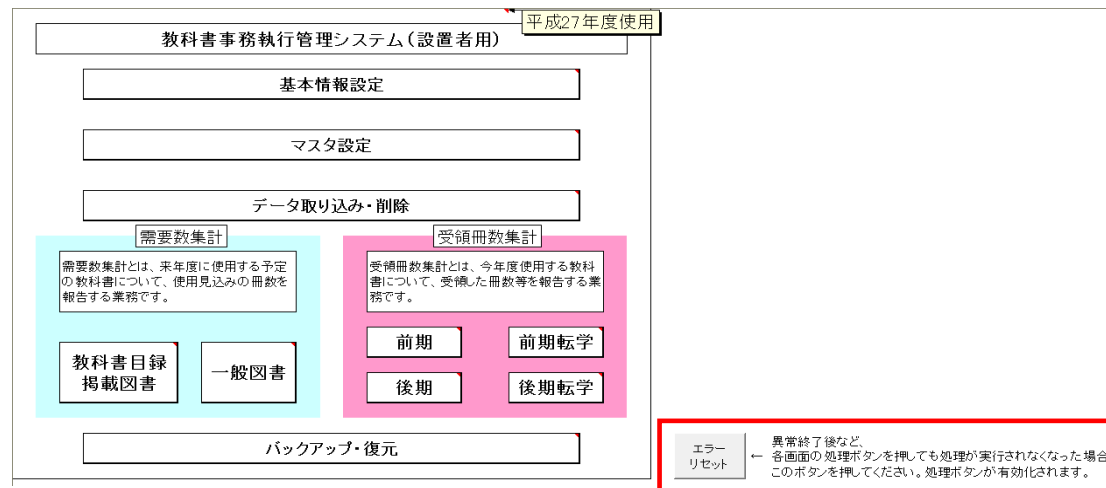 平成27年度使用
教科書事務執行管理システム(設置者用)
基本情報設定
マスタ設定
データ取り込み・削除
需要数集計
需要数集計とは、来年度に使用する予定
の教科書について、使用見込みの冊数を
報告する業務です。
教科書目録
掲載図書
一般図書
受領冊数集計
受領冊数集計とは、今年度使用する教科
書について、受領した冊数等を報告する業
務です。
前期
前期転学
後期
後期転学
バックアップ・復元
エラー
リセット
←
異常終了後など、
各画面の処理ボタンを押しても処理が実行されなくなった場合
このボタンを押してください。処理ボタンが有効化されます。